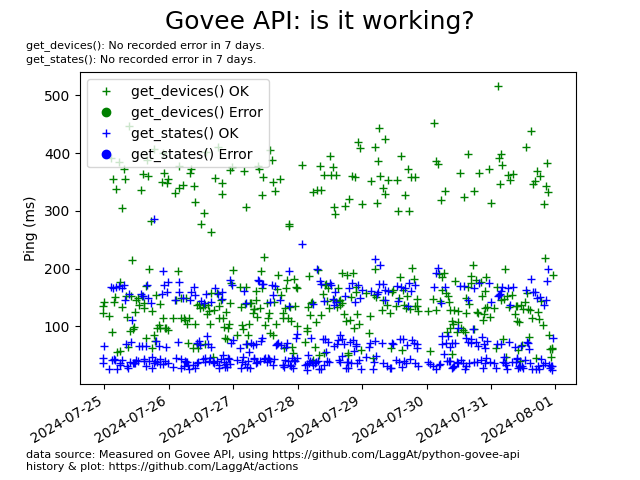 Govee API: is it working?
get_devices(): No recorded error in 7 days.
get_states(): No recorded error in 7 days.
get_devices() OK
get_devices() Error
get_states() OK
get_states() Error
Ping (ms)
500
400
300
200
100
2024-07-25
2024-07-26
2024-07-27
2024-07-28
2024-07-29
2024-07-30
2024-07-31
2024-08-01
data source: Measured on Govee API, using https://github.com/LaggAt/python-govee-api
history & plot: https://github.com/LaggAt/actions